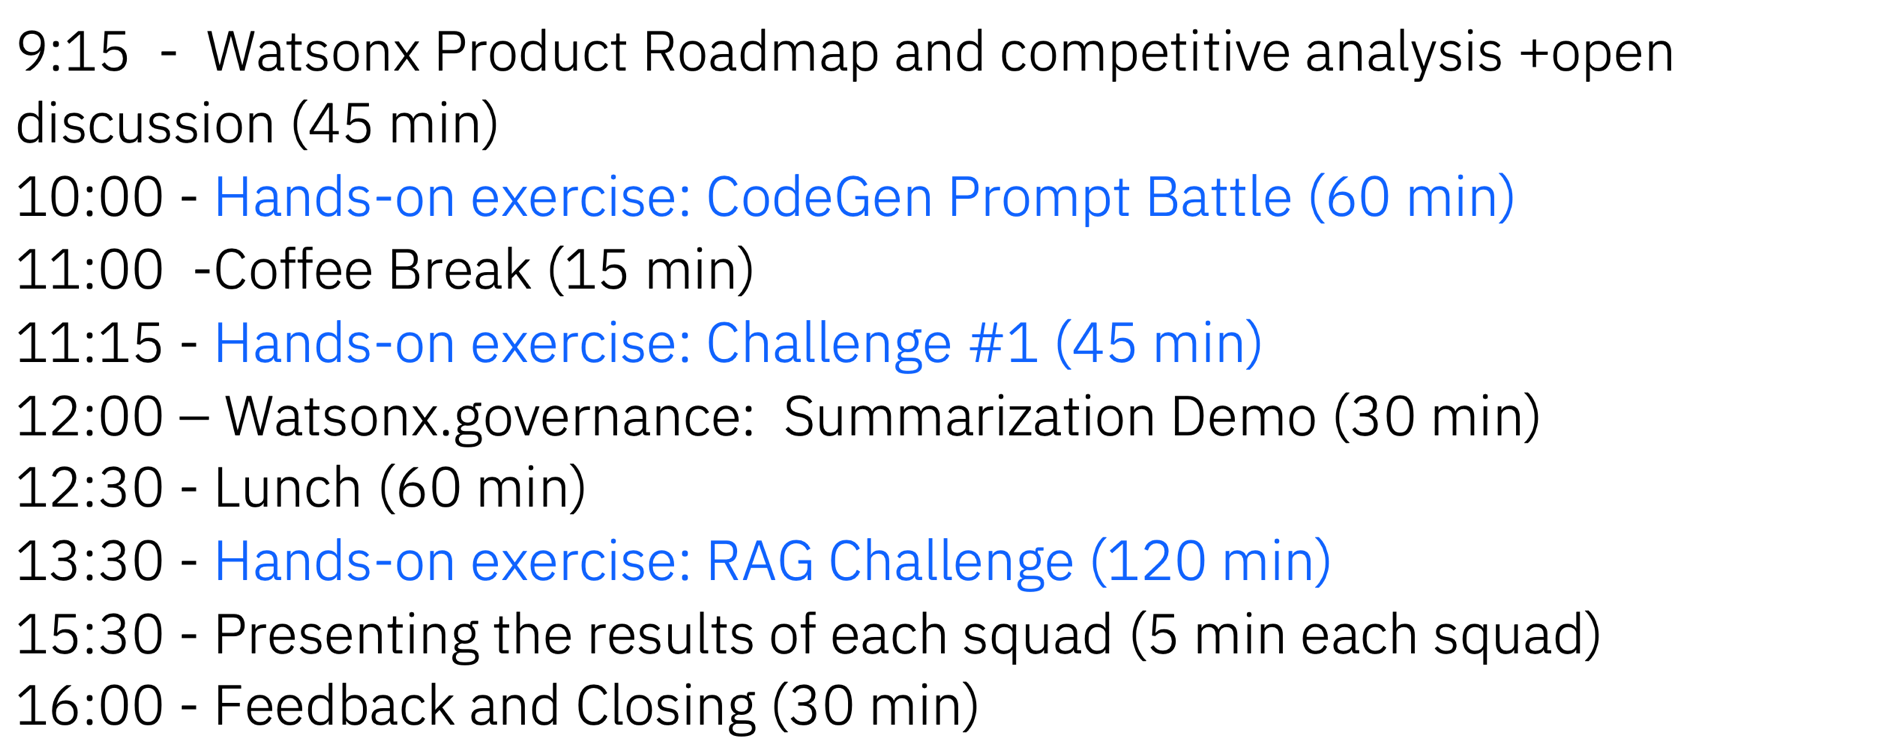 9:15  -  Watsonx Product Roadmap and competitive analysis +open
discussion (45 min)
10:00 - Hands-on exercise: CodeGen Prompt Battle (60 min)
11:00  -Coffee Break (15 min)
11:15 - Hands-on exercise: Challenge #1 (45 min)
12:00 – Watsonx.governance:  Summarization Demo (30 min)
12:30 - Lunch (60 min)
13:30 - Hands-on exercise: RAG Challenge (120 min)
15:30 - Presenting the results of each squad (5 min each squad)
16:00 - Feedback and Closing (30 min)